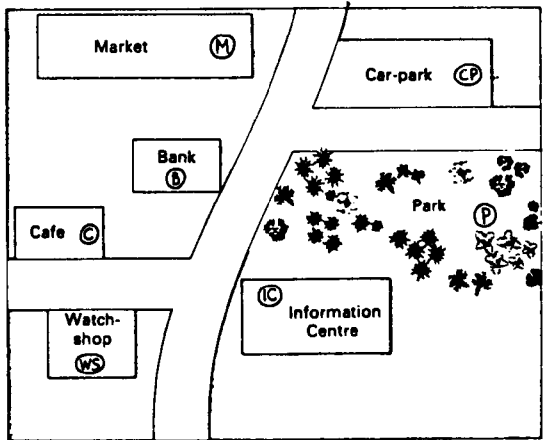 Market M
Car-park CP
Bank
B
Park
P
Cafe C
IC
Information
Centre
Watch-
shop
WS